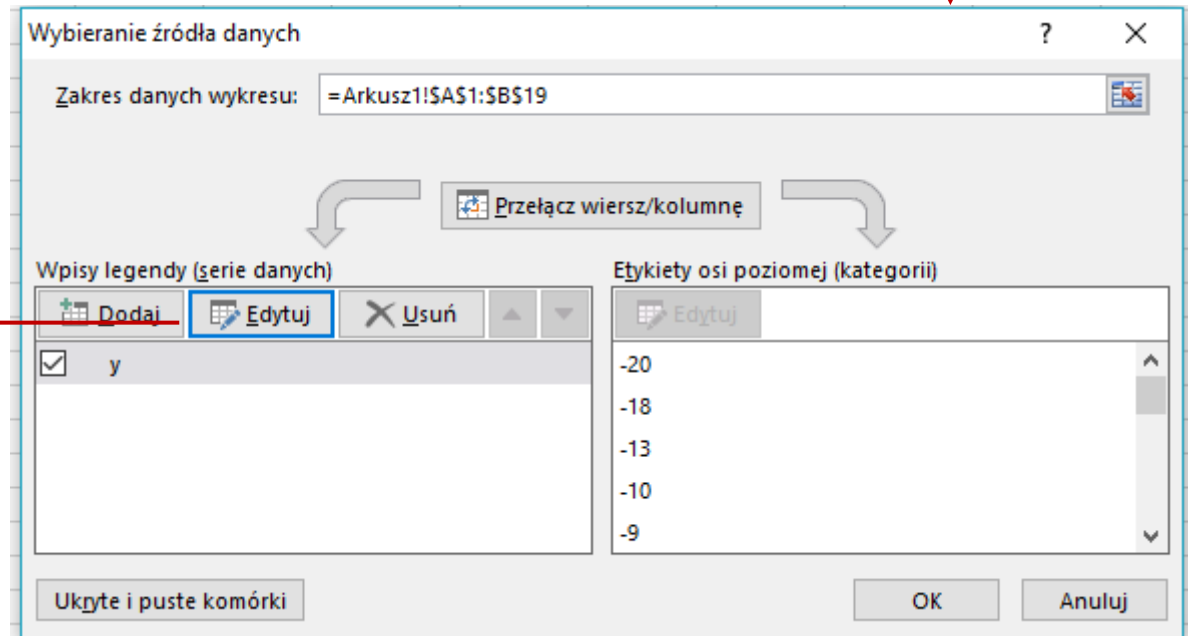 Wybieranie źródła danych
?
Zakres danych wykresu: =Arkusz1!$A$1:$B$19
Przełącz wiersz/kolumnę
Wpisy legendy (serie danych)
Dodaj Edytuj Usuń
y
Etykiety osi poziomej (kategorii)
Edytuj
-20
-18
-13
-10
-9
Ukryte i puste komórki
OK Anuluj